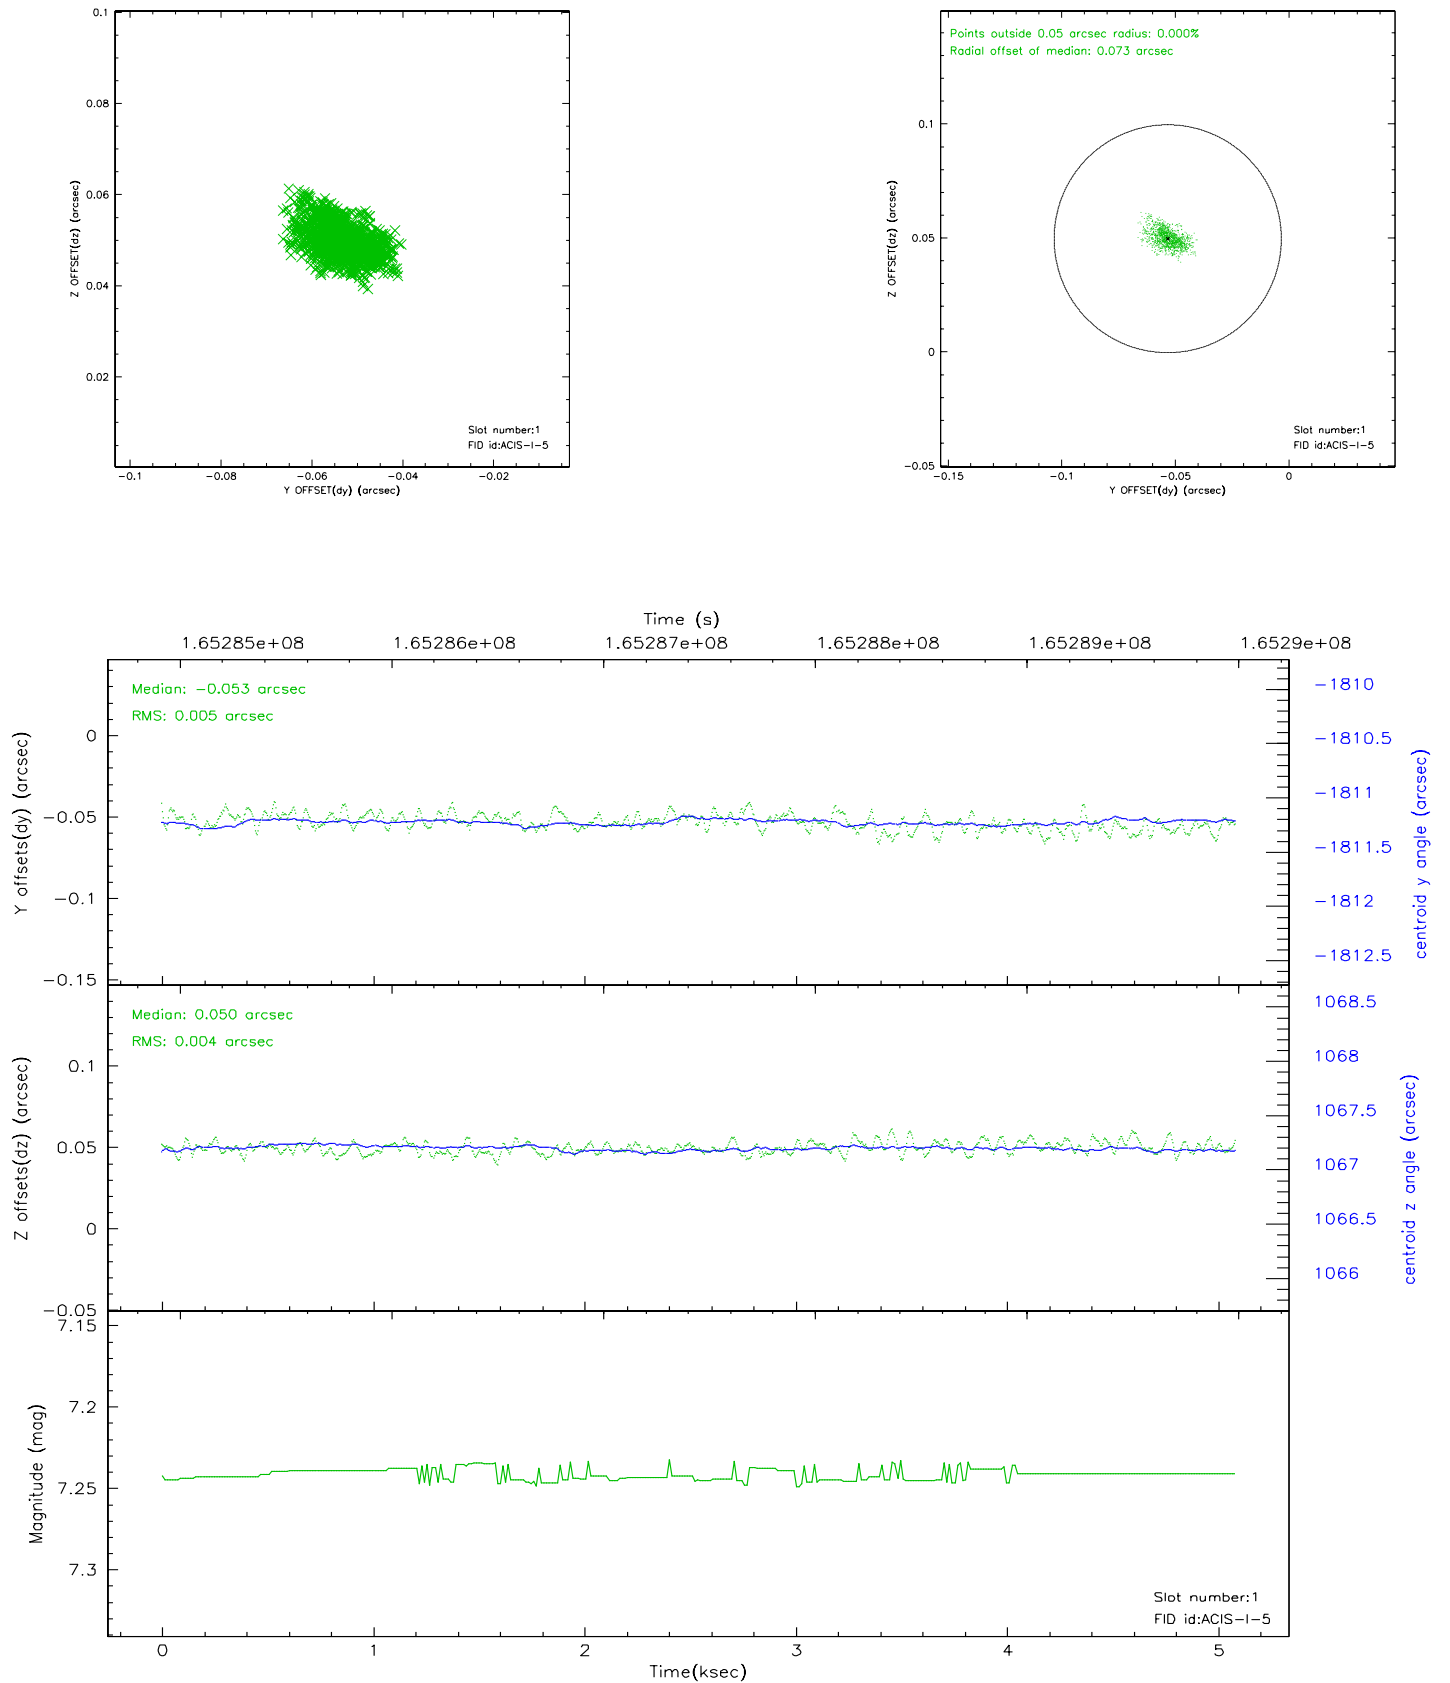 0.1
0.08
0.06
0.04
0.02
Z OFFSET(dz) (arcsec)
Slot number:1
FID id:ACIS-I-5
-0.1 -0.08 -0.06 -0.04 -0.02
Y OFFSET(dy) (arcsec)
Points outside 0.05 arcsec radius: 0.000%
Radial offset of median: 0.073 arcsec
0.1
0.05
0
-0.05
Z OFFSET(dz) (arcsec)
Slot number:1
FID id:ACIS-I-5
-0.15 -0.1 -0.05 0
Y OFFSET(dy) (arcsec)
Time (s)
1.65285e+08 1.65286e+08 1.65287e+08 1.65288e+08 1.65289e+08 1.6529e+08
Median: -0.053 arcsec
RMS: 0.005 arcsec
0
-0.05
-0.1
-0.15
Y offsets(dy) (arcsec)
-1810
-1810.5
-1811
-1811.5
-1812
-1812.5
centroid y angle (arcsec)
Median: 0.050 arcsec
RMS: 0.004 arcsec
0.1
0.05
0
-0.05
Z offsets(dz) (arcsec)
1068.5
1068
1067.5
1067
1066.5
1066
centroid z angle (arcsec)
7.15
7.2
7.25
7.3
Magnitude (mag)
Slot number:1
FID id:ACIS-I-5
0 1 2 3 4 5
Time(ksec)